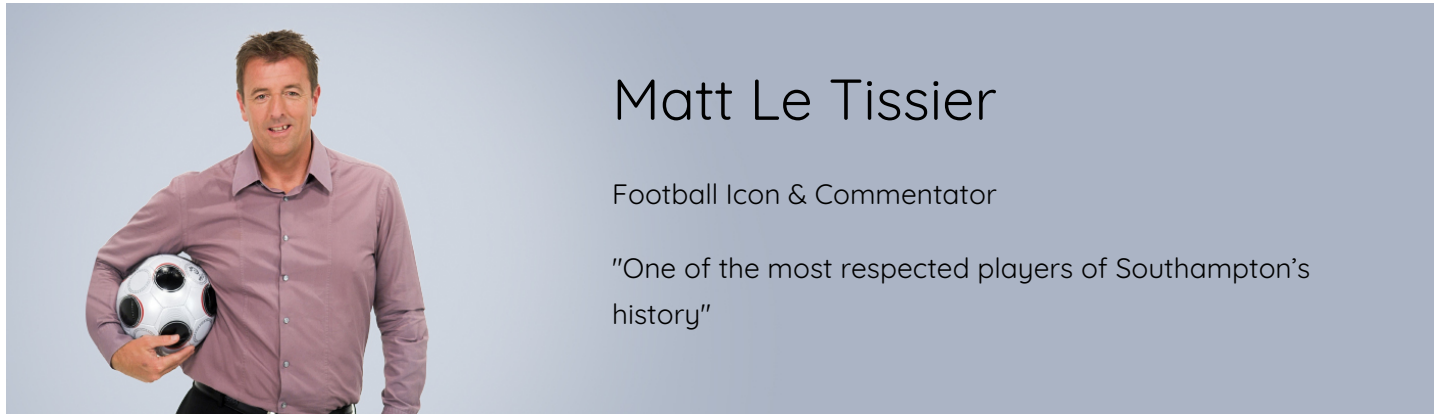 Matt Le Tissier
Football Icon & Commentator
"One of the most respected players of Southampton’s
history"